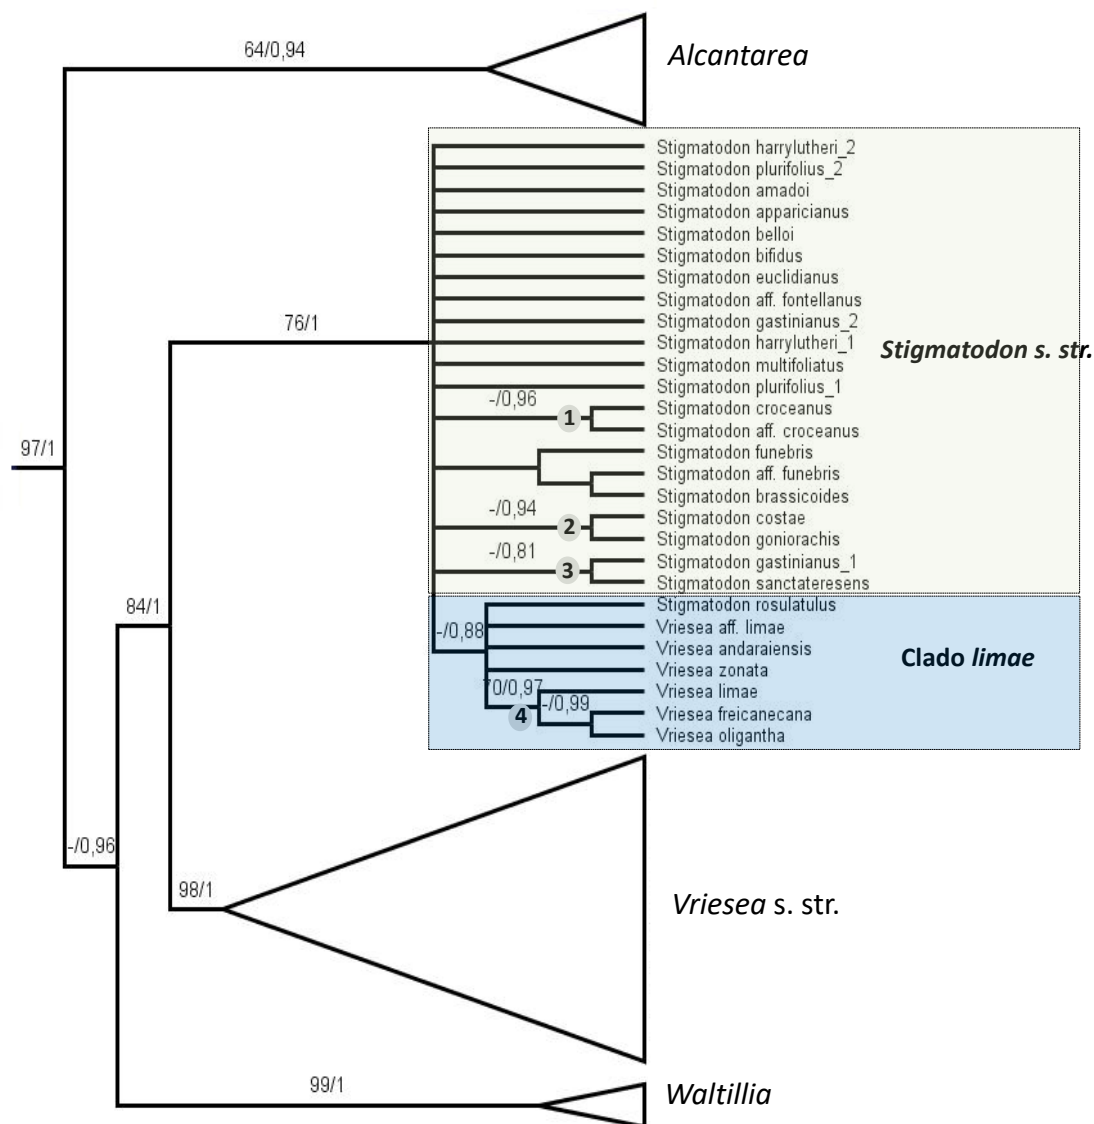 64/0,94
Alcantarea
Stigmatodon harrylutheri_2
Stigmatodon plurifolius_2
Stigmatodon amadoi
Stigmatodon apparicianus
Stigmatodon belloi
Stigmatodon bifidus
Stigmatodon euclidianus
Stigmatodon aff. fontellanus
Stigmatodon gastinianus_2
76/1
Stigmatodon harrylutheri_1
Stigmatodon s. str.
Stigmatodon multifoliatus
Stigmatodon plurifolius_1
-/0,96
1
Stigmatodon croceanus
Stigmatodon aff. croceanus
97/1
Stigmatodon funebris
Stigmatodon aff. funebris
Stigmatodon brassicoides
-/0,94
2
Stigmatodon costae
Stigmatodon goniorachis
-/0,81
3
Stigmatodon gastinianus_1
Stigmatodon sanctateresens
84/1
Stigmatodon rosulatulus
-/0,88
Vriesea aff. limae
Vriesea andaraiensis
Clado limae
Vriesea zonata
70/0,97
Vriesea limae
-/0,99
4
Vriesea freicanecana
Vriesea oligantha
-/0,96
98/1
Vriesea s. str.
99/1
Waltillia